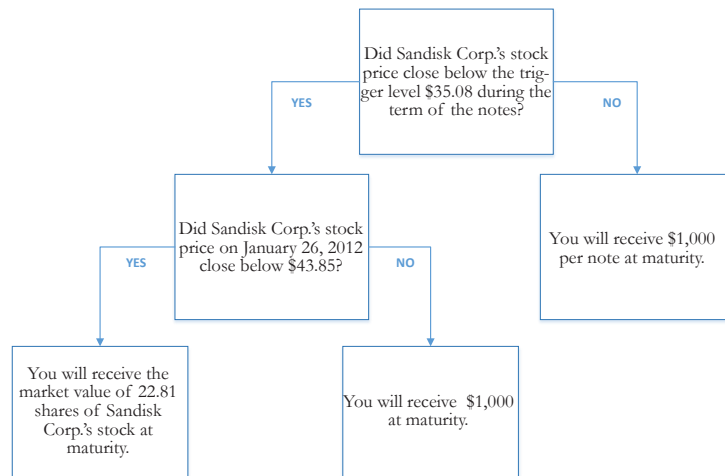 Did Sandisk Corp.'s stock
price close below the trig-
ger level $35.08 during the
term of the notes?
YES
NO
Did Sandisk Corp.'s stock
price on January 26, 2012
close below $43.85?
You will receive $1,000
per note at maturity.
YES
NO
You will receive the
market value of 22.81
shares of Sandisk
Corp.'s stock at
maturity.
You will receive $1,000
at maturity.